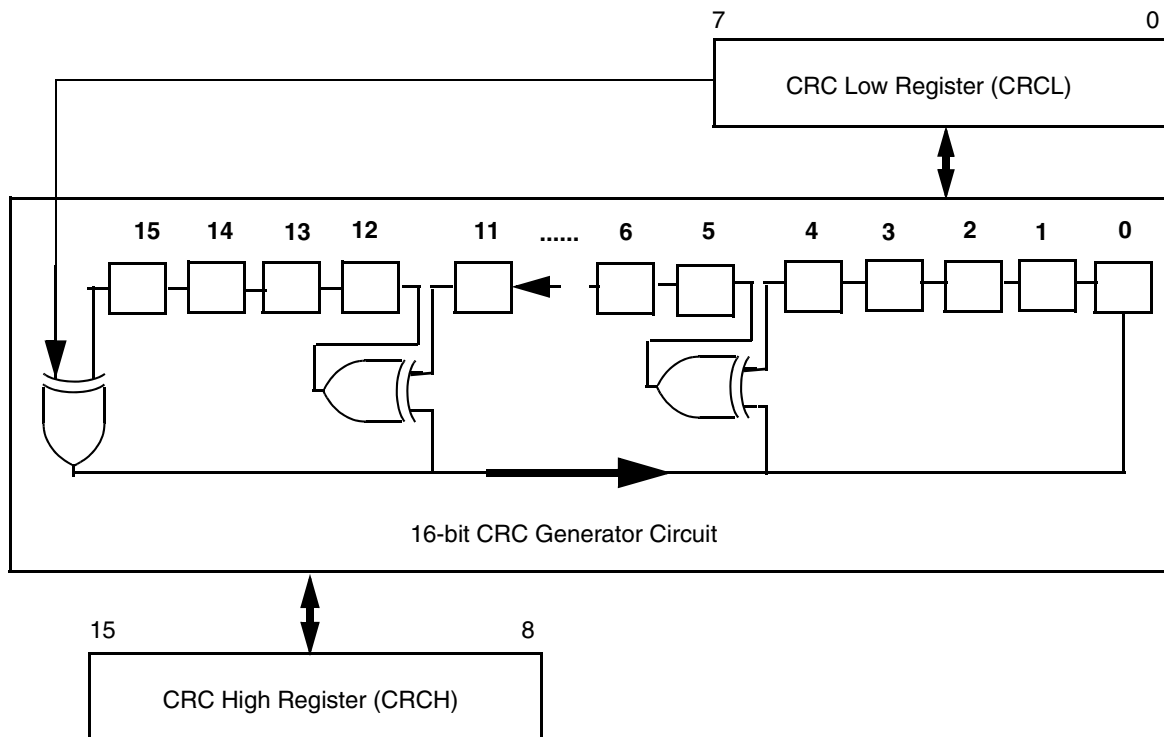 7 0
CRC Low Register (CRCL)
15 14 13 12 11 ...... 6 5 4 3 2 1 0
16-bit CRC Generator Circuit
15 8
CRC High Register (CRCH)